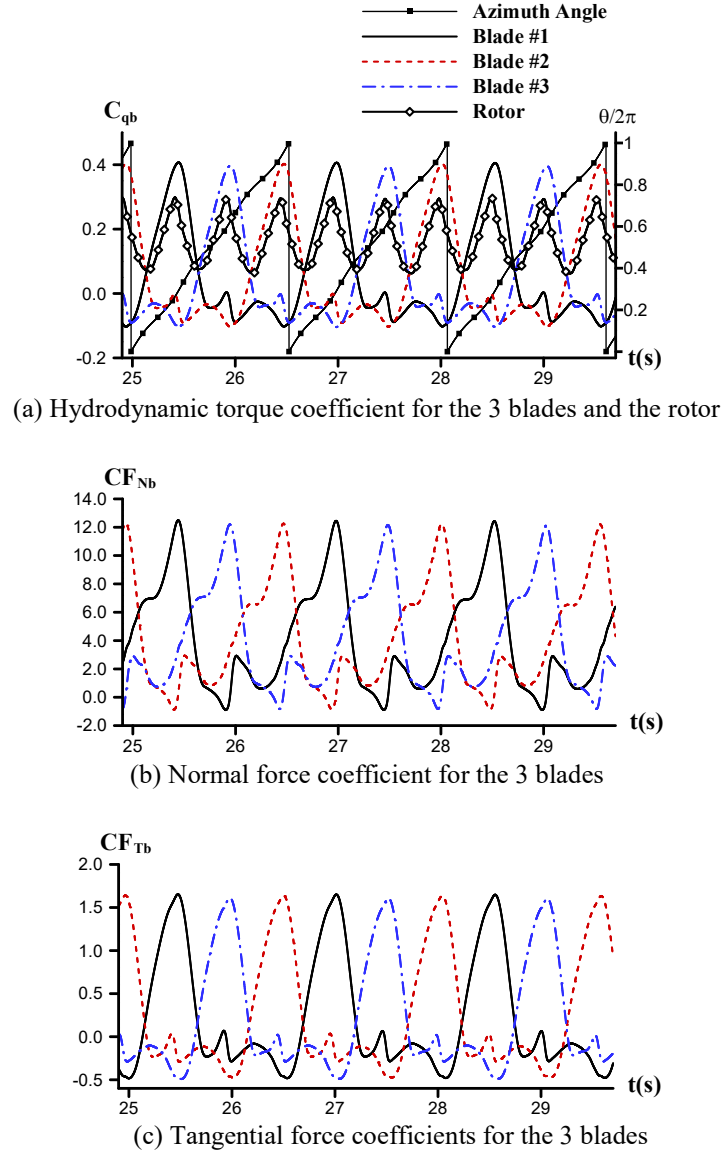 Azimuth Angle
Blade #1
Blade #2
Blade #3
Rotor
Cqb
θ/2π
0.4
0.2
0.0
-0.2
1
0.8
0.6
0.4
0.2
25 26 27 28 29
t(s)
(a) Hydrodynamic torque coefficient for the 3 blades and the rotor
CFNb
14.0
12.0
10.0
8.0
6.0
4.0
2.0
0.0
-2.0
25 26 27 28 29
t(s)
(b) Normal force coefficient for the 3 blades
CFTb
2.0
1.5
1.0
0.5
0.0
-0.5
25 26 27 28 29
t(s)
(c) Tangential force coefficients for the 3 blades